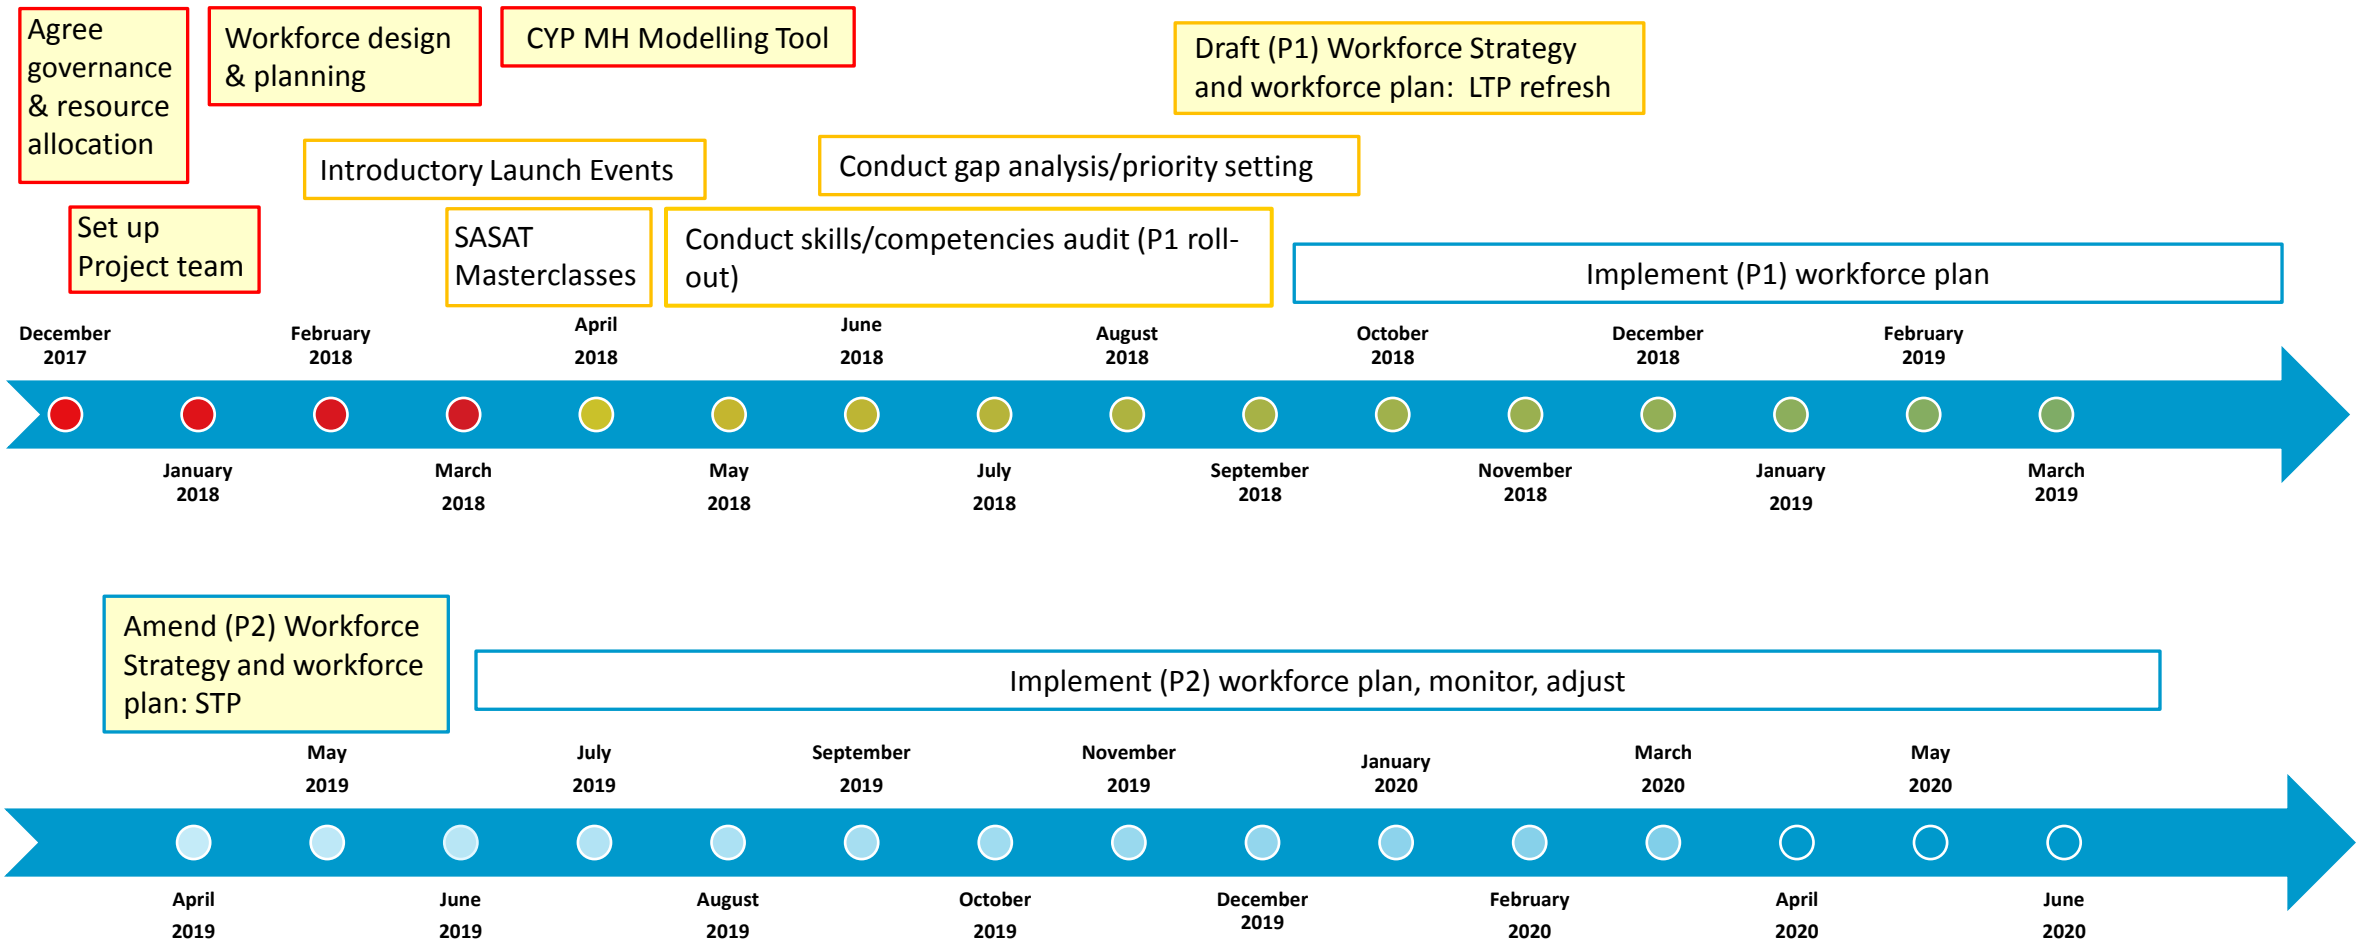 Agree
governance
& resource
allocation
Workforce design
& planning
CYP MH Modelling Tool
Draft (P1) Workforce Strategy
and workforce plan:  LTP refresh
Introductory Launch Events
Conduct gap analysis/priority setting
Set up
Project team
SASAT
Masterclasses
Conduct skills/competencies audit (P1 roll-
out)
Implement (P1) workforce plan
December
2017
February
2018
April
2018
June
2018
August
2018
October
2018
December
2018
February
2019
January
2018
March
2018
May
2018
July
2018
September
2018
November
2018
January
2019
March
2019
Amend (P2) Workforce
Strategy and workforce
plan: STP
Implement (P2) workforce plan, monitor, adjust
May
2019
July
2019
September
2019
November
2019
January
2020
March
2020
May
2020
April
2019
June
2019
August
2019
October
2019
December
2019
February
2020
April
2020
June
2020